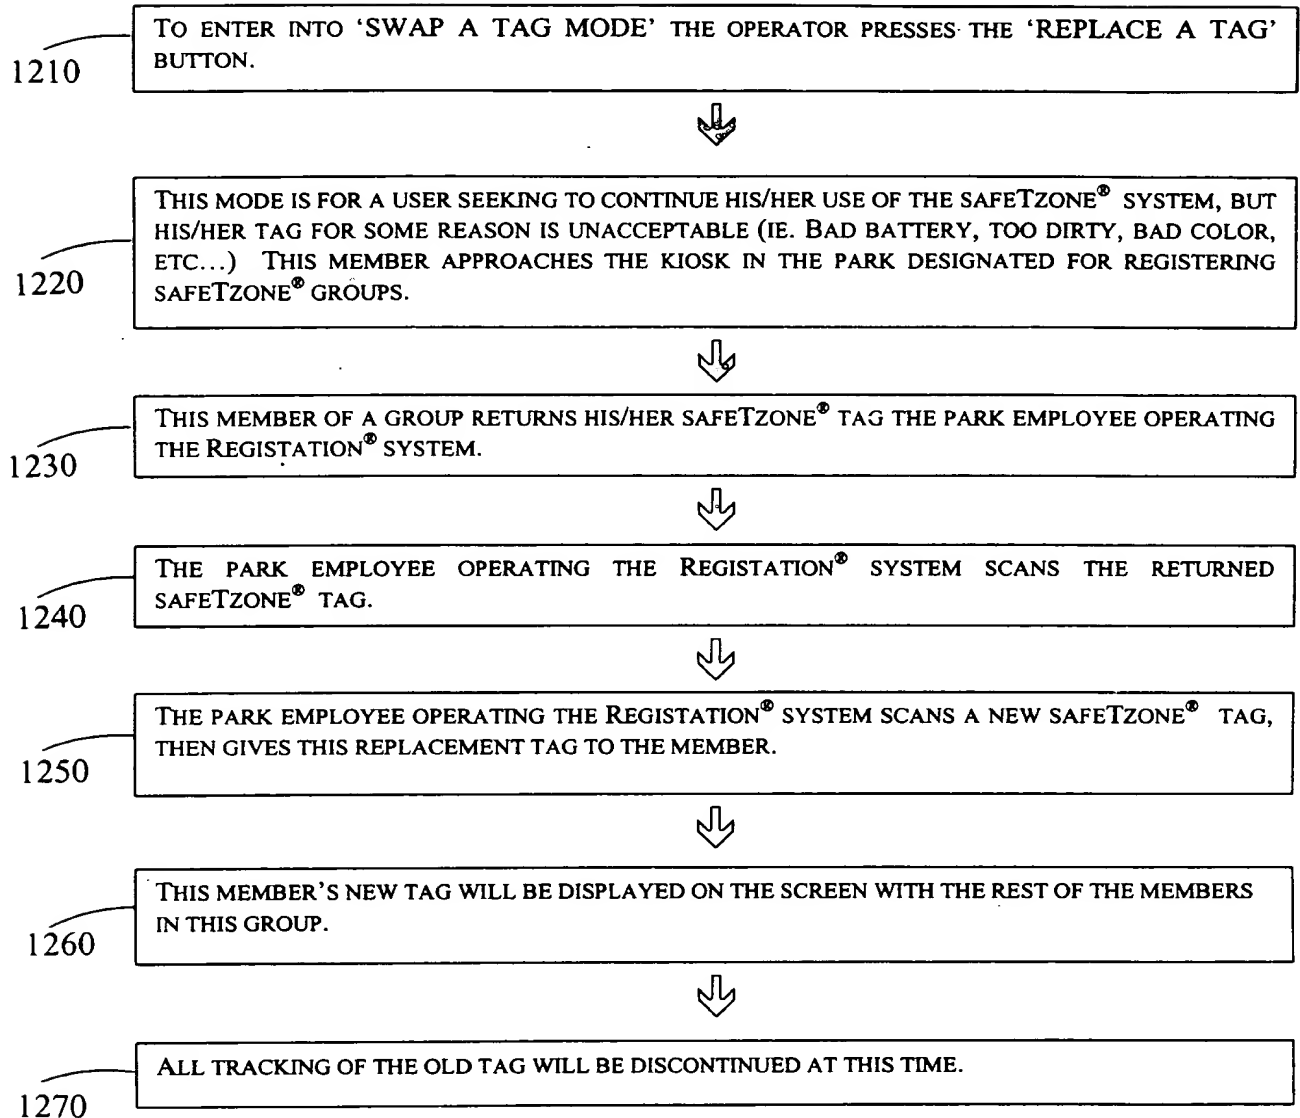 TO ENTER INTO 'SWAP A TAG MODE' THE OPERATOR PRESSES THE 'REPLACE A TAG'
BUTTON.
1210
THIS MODE IS FOR A USER SEEKING TO CONTINUE HIS/HER USE OF THE SAFETZONE® SYSTEM, BUT
HIS/HER TAG FOR SOME REASON IS UNACCEPTABLE (IE. BAD BATTERY, TOO DIRTY, BAD COLOR,
ETC...) THIS MEMBER APPROACHES THE KIOSK IN THE PARK DESIGNATED FOR REGISTERING
SAFETZONE® GROUPS.
1220
THIS MEMBER OF A GROUP RETURNS HIS/HER SAFETZONE® TAG THE PARK EMPLOYEE OPERATING
THE REGISTATION® SYSTEM.
1230
THE PARK EMPLOYEE OPERATING THE REGISTATION® SYSTEM SCANS THE RETURNED
SAFETZONE® TAG.
1240
THE PARK EMPLOYEE OPERATING THE REGISTATION® SYSTEM SCANS A NEW SAFETZONE® TAG,
THEN GIVES THIS REPLACEMENT TAG TO THE MEMBER.
1250
THIS MEMBER'S NEW TAG WILL BE DISPLAYED ON THE SCREEN WITH THE REST OF THE MEMBERS
IN THIS GROUP.
1260
ALL TRACKING OF THE OLD TAG WILL BE DISCONTINUED AT THIS TIME.
1270